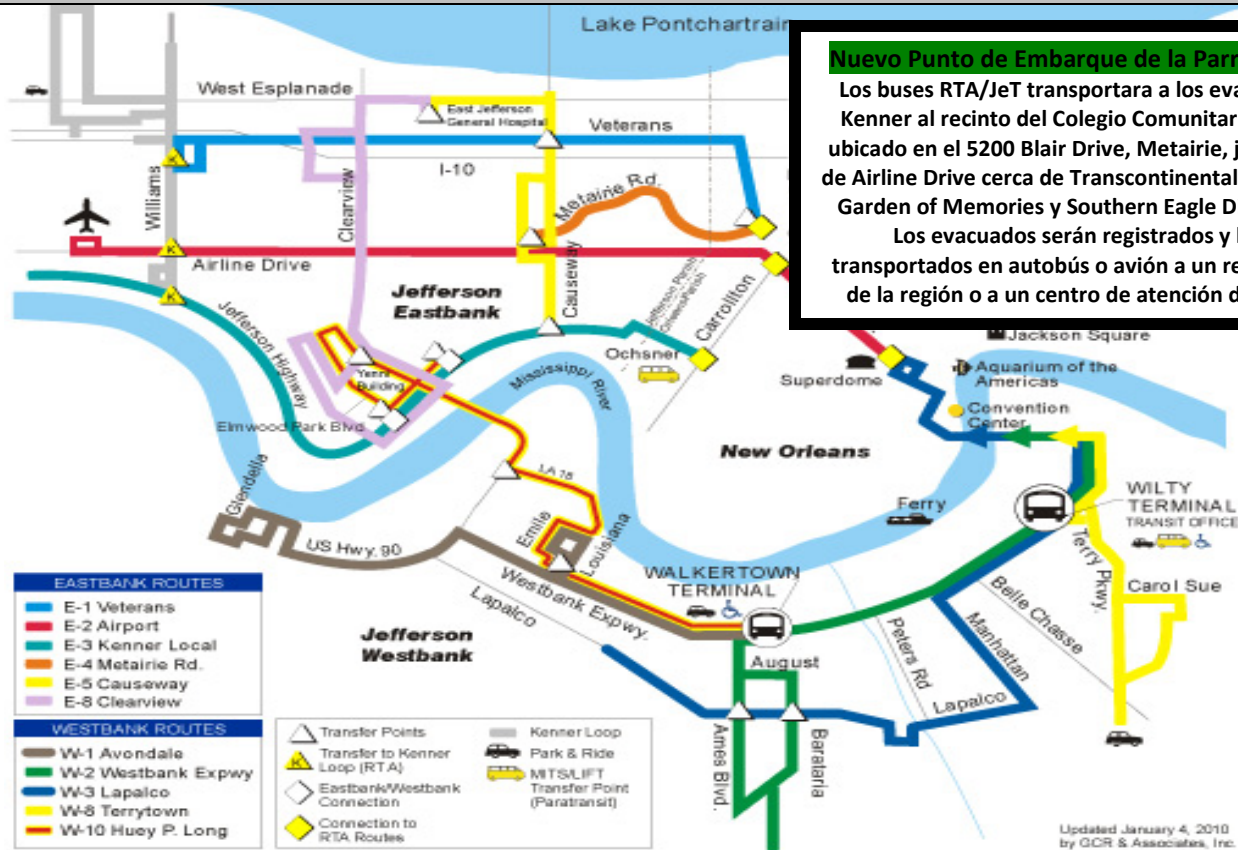 Lake Pontchartrain
Nuevo Punto de Embarque de la Parr
Los buses RTA/JeT transportara a los eva
Kenner al recinto del Colegio Comunitar
ubicado en el 5200 Blair Drive, Metairie, j
de Airline Drive cerca de Transcontinental
Garden of Memories y Southern Eagle D
Los evacuados serán registrados y
transportados en autobús o avión a un re
de la región o a un centro de atención d
West Esplanade
East Jefferson
General Hospital
Veterans
I-10
Williams
Clearview
Metairie Rd.
Causeway
Airline Drive
Jefferson
Eastbank
Jefferson Parish
Orleans Parish
Carrollton
Jefferson Highway
Yenni
Building
Ochsner
Mississippi River
Elmwood Park Blvd
Jackson Square
Superdome
Aquarium of the
Americas
Convention
Center
New Orleans
Glendella
LA 18
US Hwy. 90
Emile
Louisiana
Ferry
WILTY
TERMINAL
TRANSIT OFFICE
WALKERTOWN
TERMINAL
Westbank Expwy.
Lapalco
Terry Pkwy.
Carol Sue
Belle Chasse
Peters Rd
Manhattan
Lapalco
Jefferson
Westbank
August
Ames Blvd.
Barataria
EASTBANK ROUTES
E-1 Veterans
E-2 Airport
E-3 Kenner Local
E-4 Metairie Rd.
E-5 Causeway
E-8 Clearview
WESTBANK ROUTES
W-1 Avondale
W-2 Westbank Expwy
W-3 Lapalco
W-8 Terrytown
W-10 Huey P. Long
Transfer Points
K Transfer to Kenner
Loop (RTA)
Eastbank/Westbank
Connection
Connection to
RTA Routes
Kenner Loop
Park & Ride
MITS/LIFT
Transfer Point
(Paratransit)
Updated January 4, 2010
by GCR & Associates, Inc.